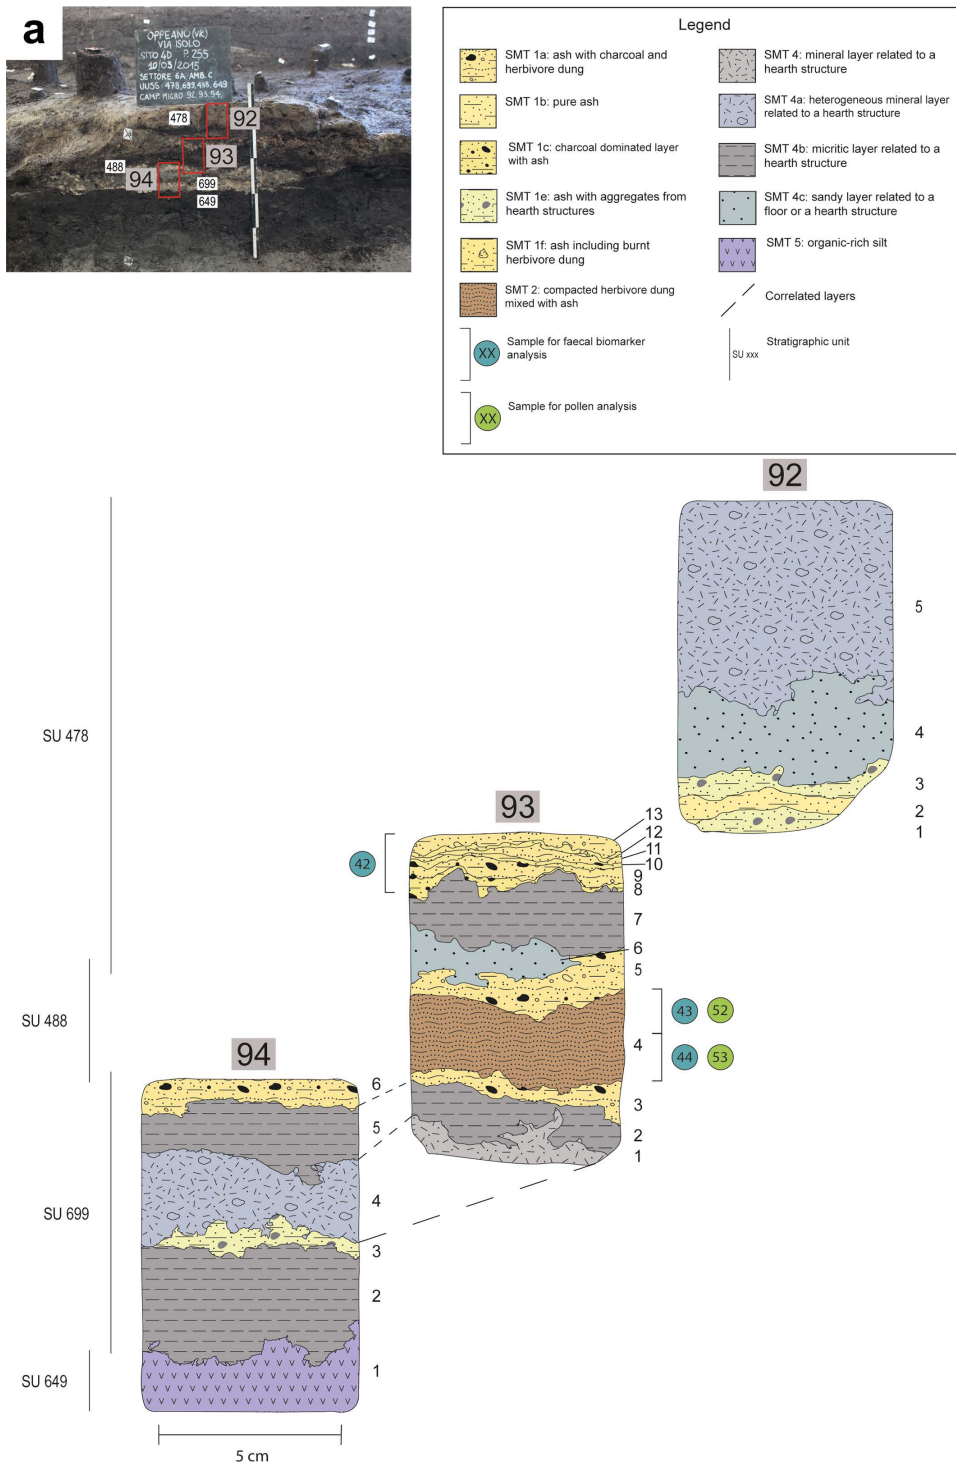 a
OPPEANO (VR)
VIA ISOLO
SITO 4D P. 255
10/03/2015
SETTORE 6A AMB. C
UUSS 478,699,488,649
CAMP. MICRO 92,93,94.
478
92
93
488
94
699
649
Legend
SMT 1a: ash with charcoal and
herbivore dung
SMT 1b: pure ash
SMT 1c: charcoal dominated layer
with ash
SMT 1e: ash with aggregates from
hearth structures
SMT 1f: ash including burnt
herbivore dung
SMT 2: compacted herbivore dung
mixed with ash
XX
Sample for faecal biomarker
analysis
XX
Sample for pollen analysis
SMT 4: mineral layer related to a
hearth structure
SMT 4a: heterogeneous mineral layer
related to a hearth structure
SMT 4b: micritic layer related to a
hearth structure
SMT 4c: sandy layer related to a
floor or a hearth structure
SMT 5: organic-rich silt
Correlated layers
SU xxx
Stratigraphic unit
92
5
4
3
2
1
SU 478
93
13
12
11
10
9
8
7
6
5
4
3
2
1
42
43
52
44
53
SU 488
94
6
5
4
3
2
1
SU 699
SU 649
5 cm